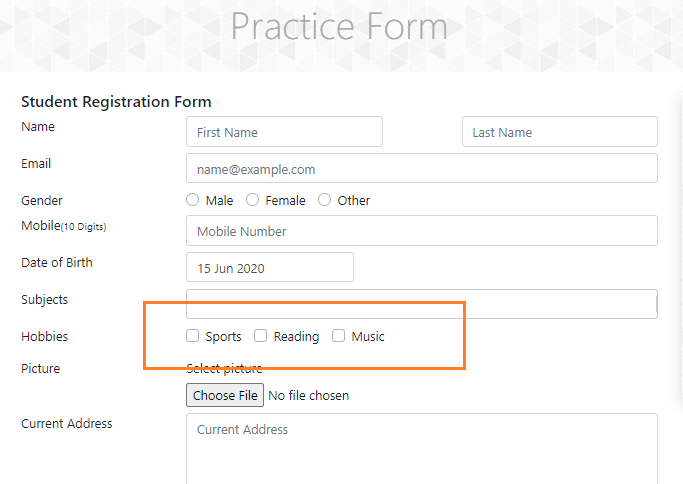 Practice Form
Student Registration Form
Name First Name Last Name
Email name@example.com
Gender Male Female Other
Mobile(10 Digits) Mobile Number
Date of Birth 15 Jun 2020
Subjects
Hobbies Sports Reading Music
Picture Select picture
Choose File No file chosen
Current Address Current Address